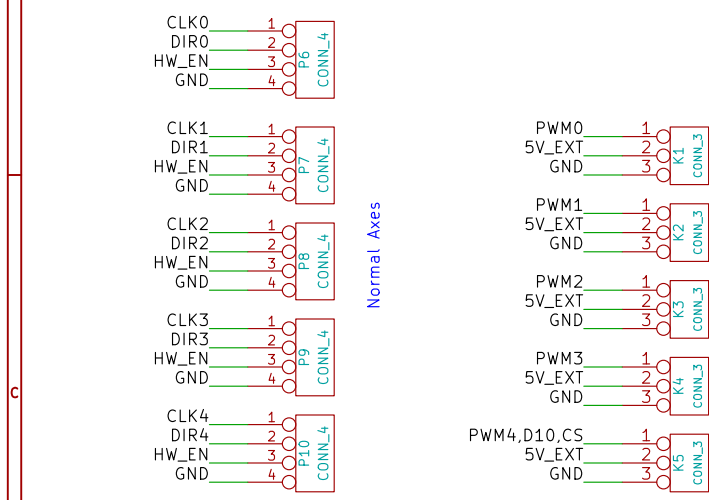 CLK0 1
DIR0 2
HW_EN 3
GND 4
P6
CONN_4
CLK1 1
DIR1 2
HW_EN 3
GND 4
P7
CONN_4
CLK2 1
DIR2 2
HW_EN 3
GND 4
P8
CONN_4
CLK3 1
DIR3 2
HW_EN 3
GND 4
P9
CONN_4
CLK4 1
DIR4 2
HW_EN 3
GND 4
P10
CONN_4
Normal Axes
PWM0 1
5V_EXT 2
GND 3
K1
CONN_3
PWM1 1
5V_EXT 2
GND 3
K2
CONN_3
PWM2 1
5V_EXT 2
GND 3
K3
CONN_3
PWM3 1
5V_EXT 2
GND 3
K4
CONN_3
PWM4,D10,CS 1
5V_EXT 2
GND 3
K5
CONN_3
C